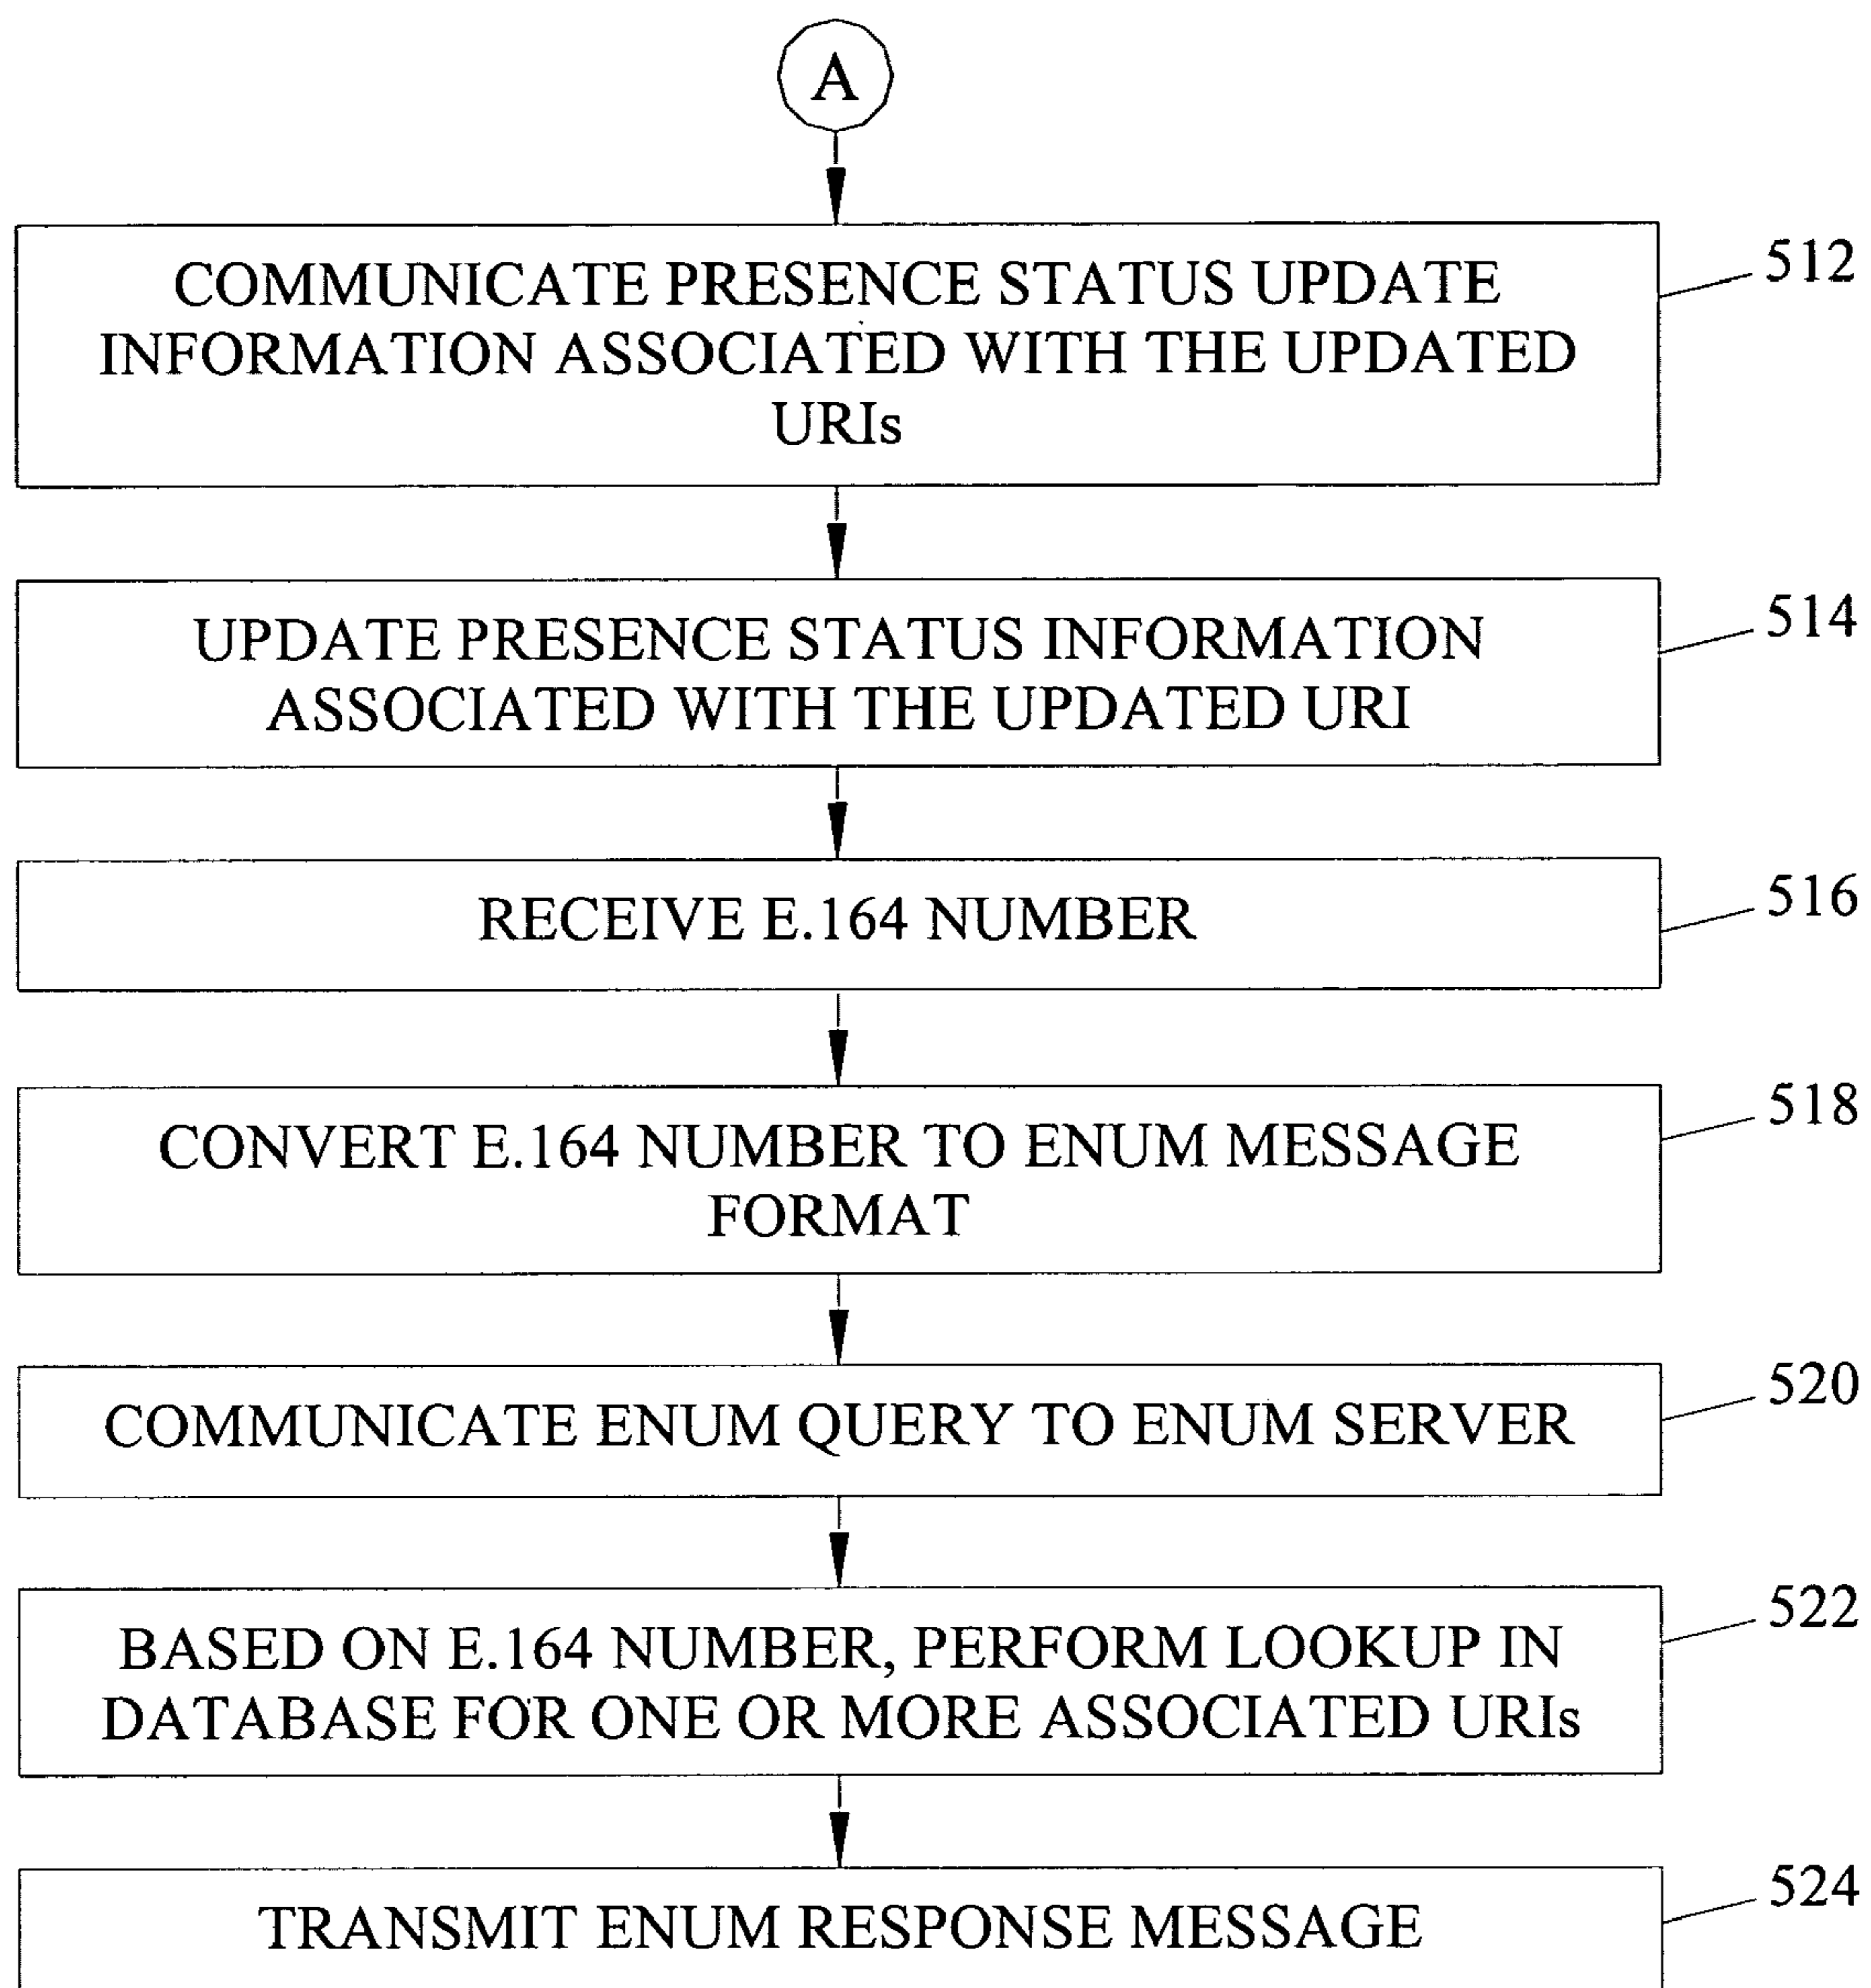 A
COMMUNICATE PRESENCE STATUS UPDATE
INFORMATION ASSOCIATED WITH THE UPDATED
URIs
512
UPDATE PRESENCE STATUS INFORMATION
ASSOCIATED WITH THE UPDATED URI
514
RECEIVE E.164 NUMBER
516
CONVERT E.164 NUMBER TO ENUM MESSAGE
FORMAT
518
COMMUNICATE ENUM QUERY TO ENUM SERVER
520
BASED ON E.164 NUMBER, PERFORM LOOKUP IN
DATABASE FOR ONE OR MORE ASSOCIATED URIs
522
TRANSMIT ENUM RESPONSE MESSAGE
524